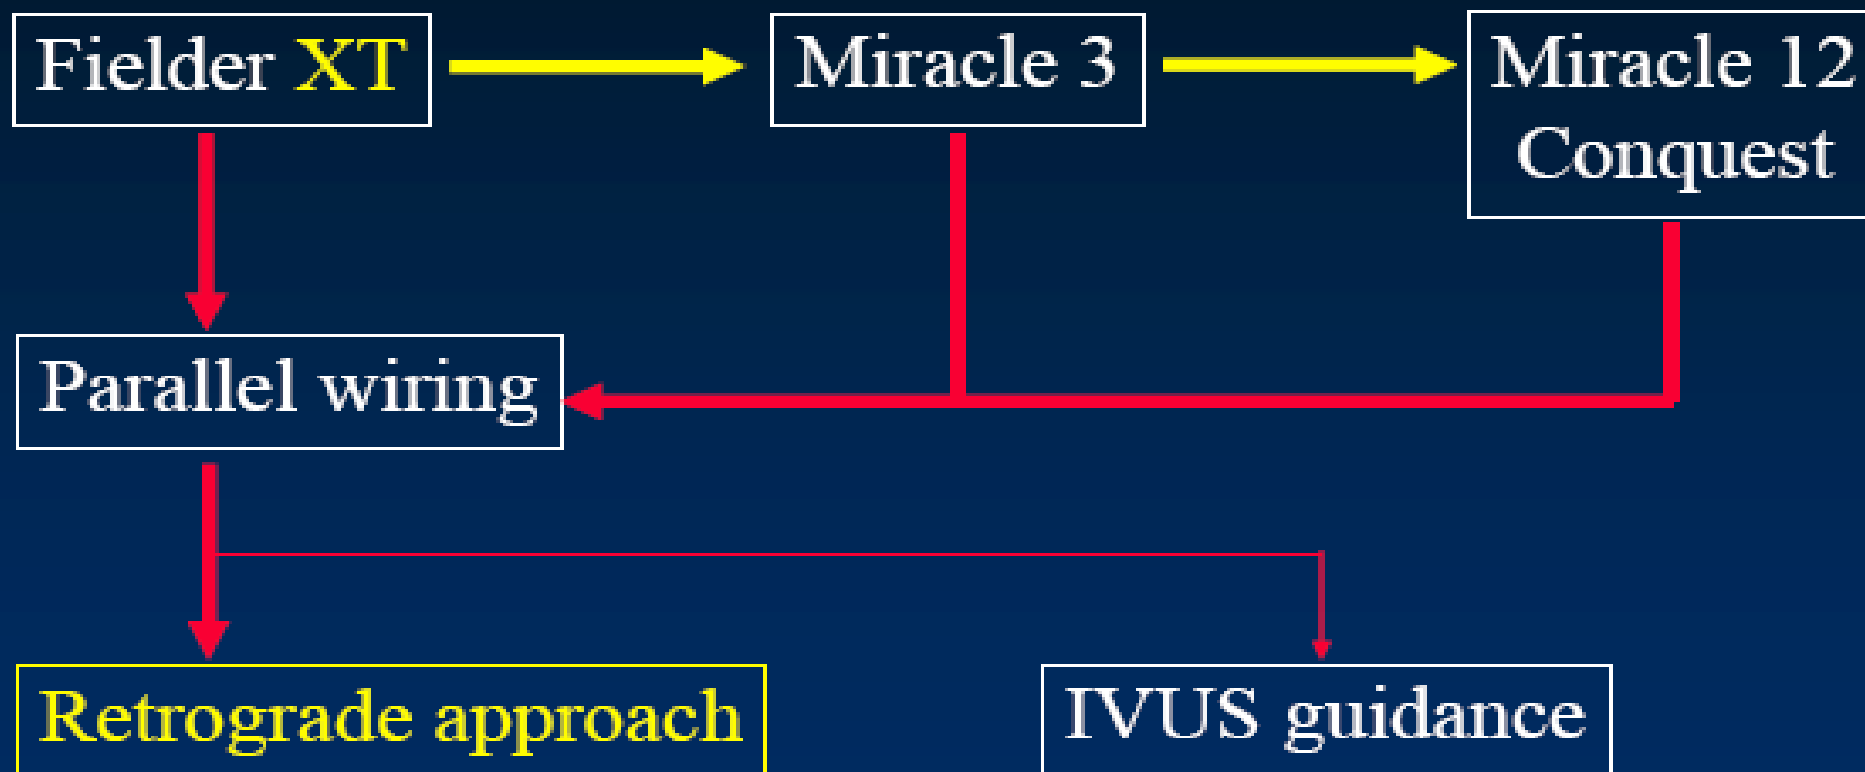 Fielder XT
Miracle 3
Miracle 12
Conquest
Parallel wiring
Retrograde approach
IVUS guidance